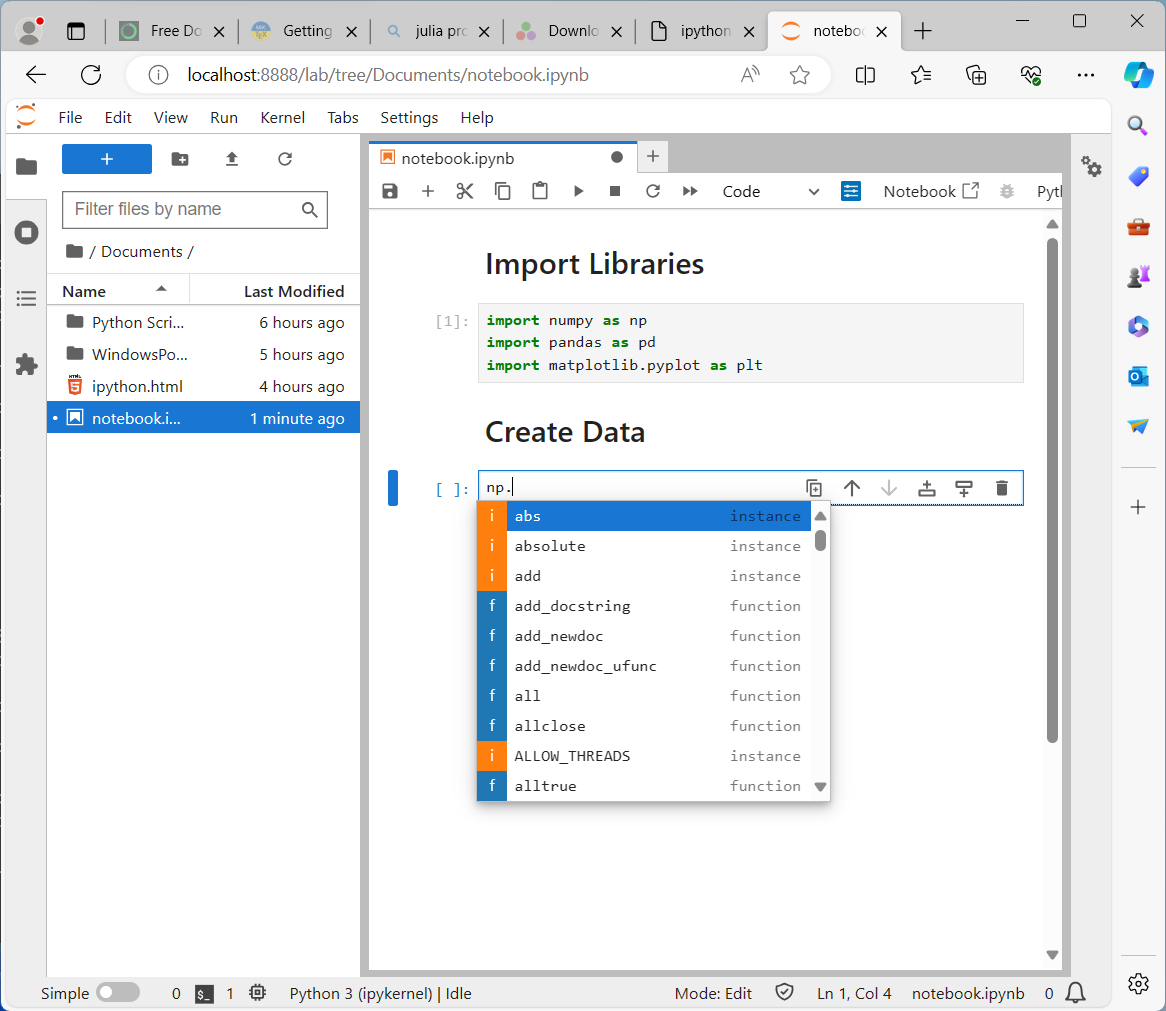 Free Do
Getting
julia pro
Downlo
ipython
noteboo
localhost:8888/lab/tree/Documents/notebook.ipynb
File Edit View Run Kernel Tabs Settings Help
notebook.ipynb
Code
Notebook
Pyth
Filter files by name
/ Documents /
Name Last Modified
Python Scri... 6 hours ago
WindowsPo... 5 hours ago
ipython.html 4 hours ago
notebook.i... 1 minute ago
Import Libraries
[1]: import numpy as np
import pandas as pd
import matplotlib.pyplot as plt
Create Data
[ ]: np.
i abs instance
i absolute instance
i add instance
f add_docstring function
f add_newdoc function
f add_newdoc_ufunc function
f all function
f allclose function
i ALLOW_THREADS instance
f alltrue function
Simple 0 1 Python 3 (ipykernel) | Idle Mode: Edit Ln 1, Col 4 notebook.ipynb 0